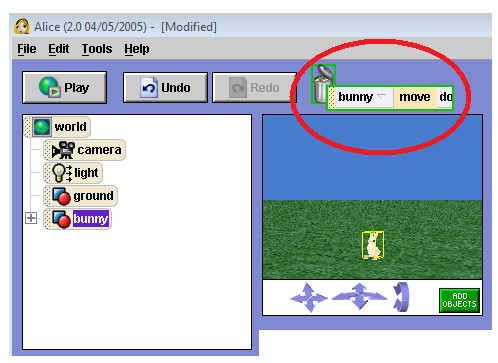 Alice (2.0 04/05/2005) - [Modified]
File Edit Tools Help
Play Undo Redo
bunny move do
world
camera
light
ground
bunny
ADD
OBJECTS